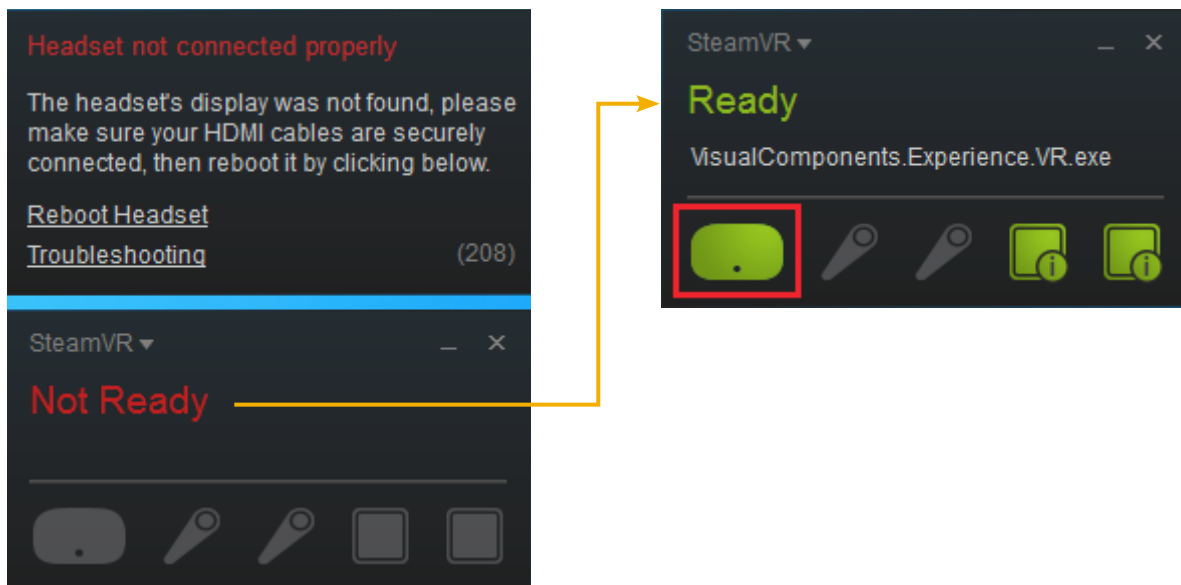 Headset not connected properly
The headset's display was not found, please
make sure your HDMI cables are securely
connected, then reboot it by clicking below.
Reboot Headset
Troubleshooting (208)
SteamVR
Not Ready
SteamVR
Ready
VisualComponents.Experience.VR.exe
i i